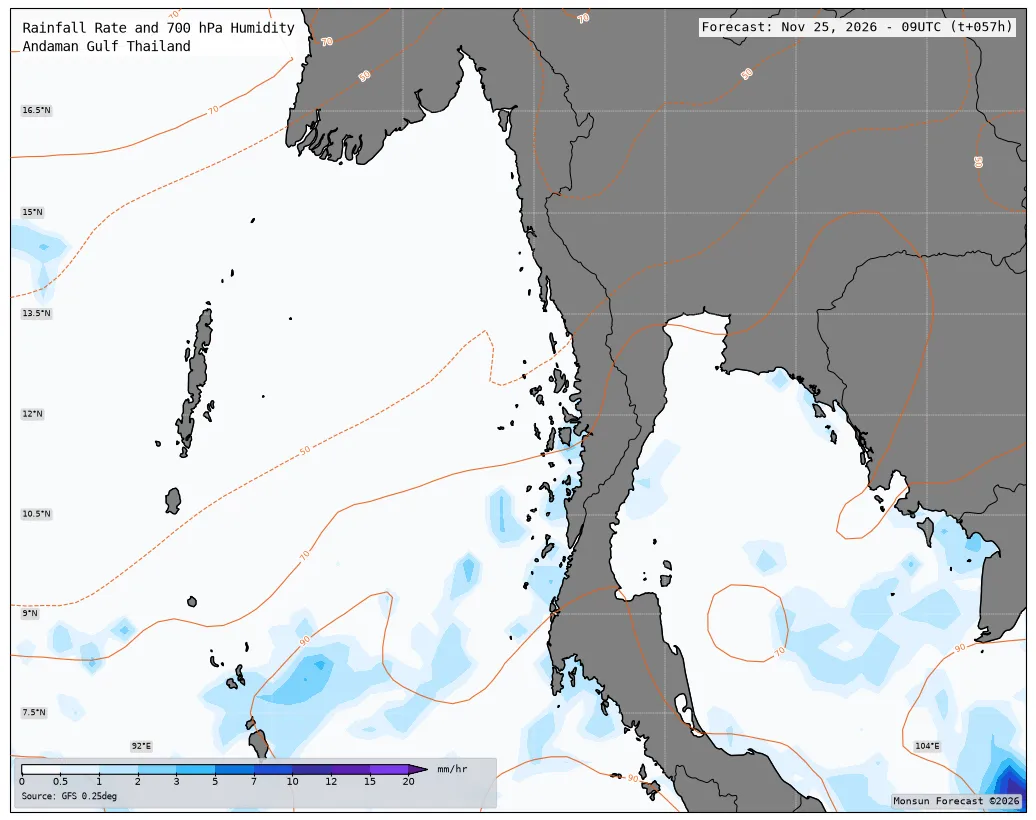 Rainfall Rate and 700 hPa Humidity
Andaman Gulf Thailand
Forecast: Nov 25, 2026 - 09UTC (t+057h)
70
70
70
50
70
50
50
16.5°N
15°N
13.5°N
12°N
50
10.5°N
70
9°N
90
70
90
7.5°N
92°E
104°E
90
0 0.5 1 2 3 5 7 10 12 15 20
mm/hr
Source: GFS 0.25deg
Monsun Forecast ©2026